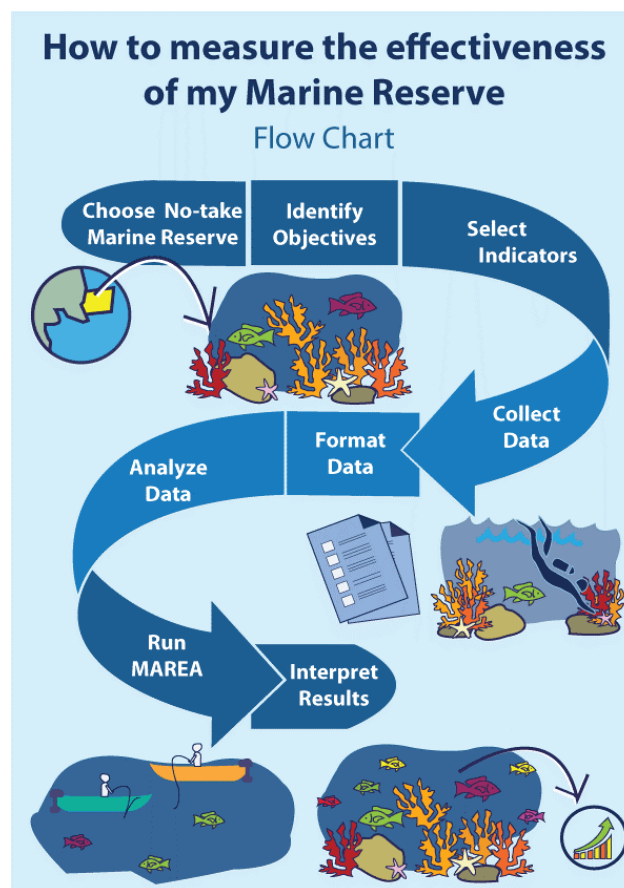 How to measure the effectiveness
of my Marine Reserve
Flow Chart
Choose No-take
Marine Reserve
Identify
Objectives
Select
Indicators
Collect
Data
Format
Data
Analyze
Data
Run
MAREA
Interpret
Results